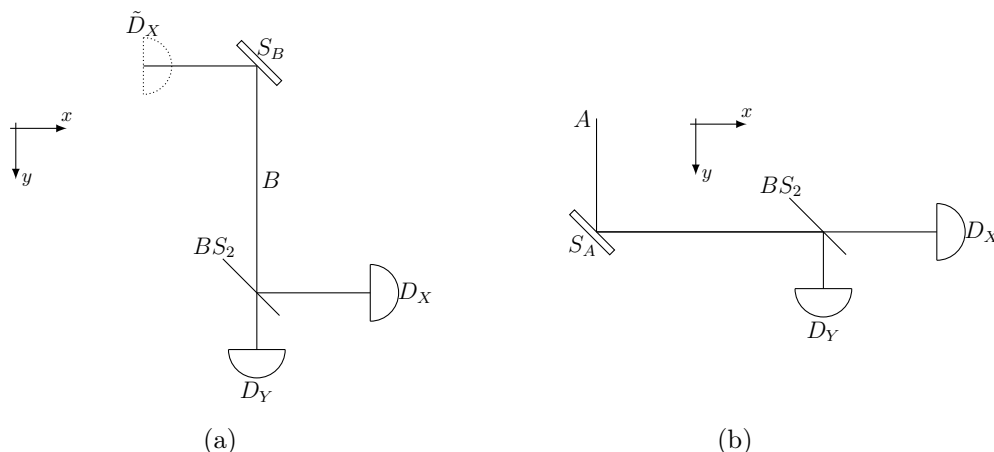 D̃_X
S_B
x
y
B
BS_2
D_X
D_Y
(a)
A
x
y
BS_2
S_A
D_X
D_Y
(b)